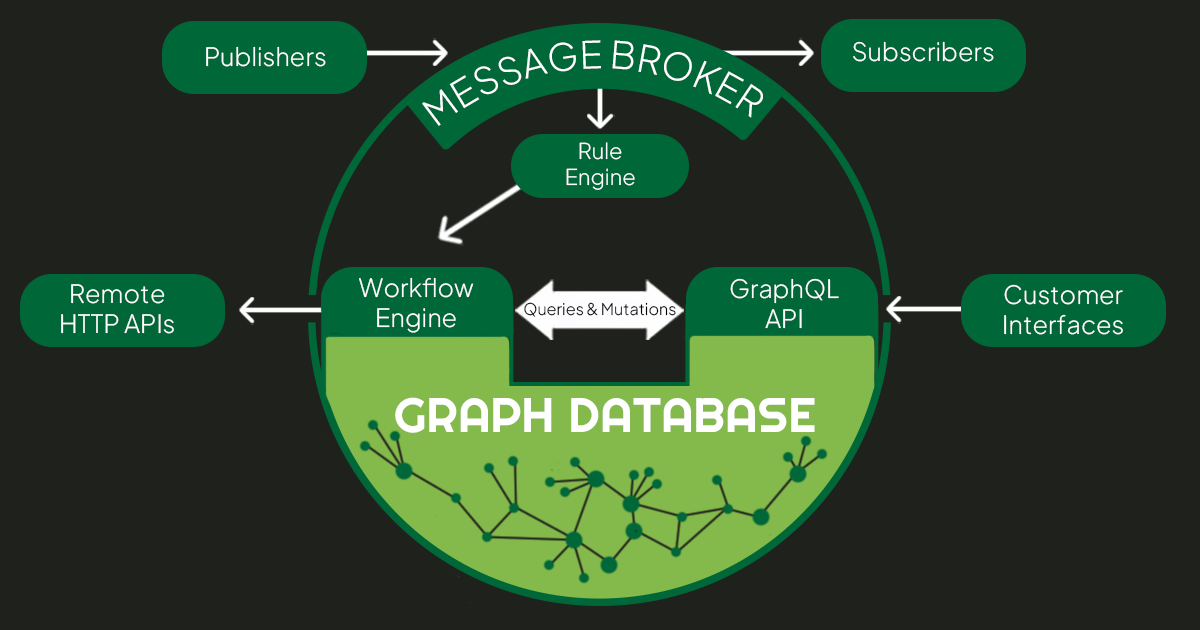 Publishers
MESSAGE BROKER
Subscribers
Rule
Engine
Remote
HTTP APIs
Workflow
Engine
Queries & Mutations
GraphQL
API
Customer
Interfaces
GRAPH DATABASE